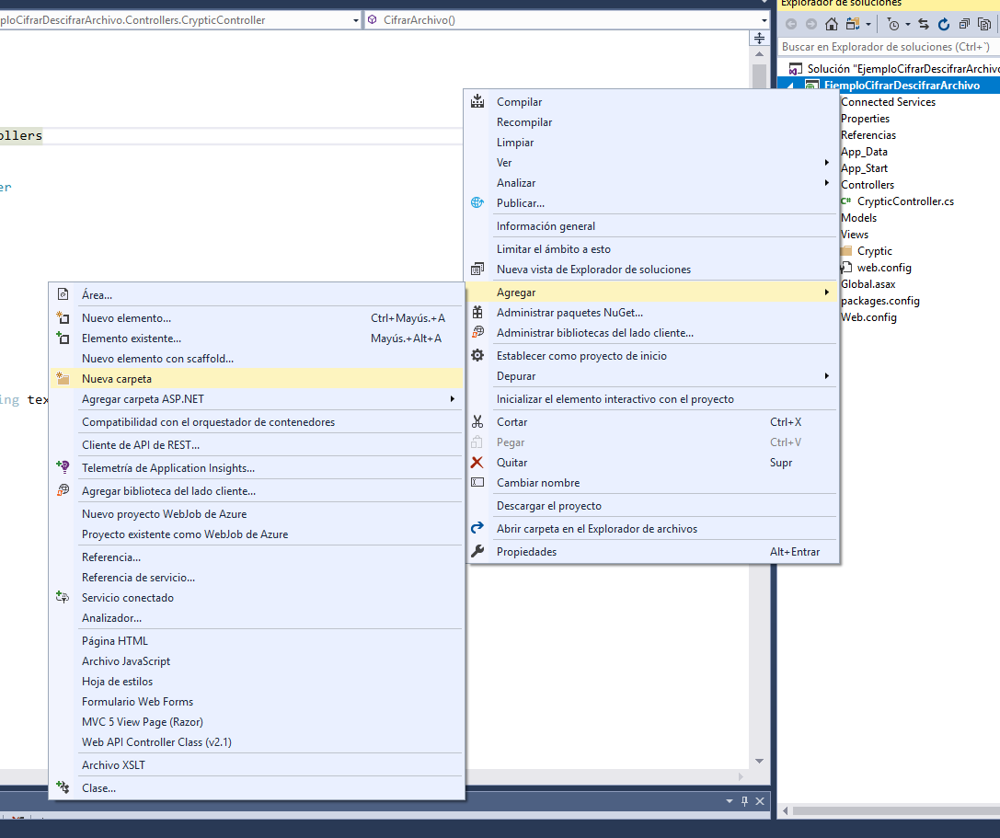 ploCifrarDescifrarArchivo.Controllers.CrypticController
CifrarArchivo()
ollers
er
ing tex
Explorador de soluciones
Buscar en Explorador de soluciones (Ctrl+`)
Solución "EjemploCifrarDescifrarArchivo
EjemploCifrarDescifrarArchivo
Connected Services
Properties
Referencias
App_Data
App_Start
Controllers
C# CrypticController.cs
Models
Views
Cryptic
web.config
Global.asax
packages.config
Web.config
Compilar
Recompilar
Limpiar
Ver
Analizar
Publicar...
Información general
Limitar el ámbito a esto
Nueva vista de Explorador de soluciones
Agregar
Administrar paquetes NuGet...
Administrar bibliotecas del lado cliente...
Establecer como proyecto de inicio
Depurar
Inicializar el elemento interactivo con el proyecto
Cortar Ctrl+X
Pegar Ctrl+V
Quitar Supr
Cambiar nombre
Descargar el proyecto
Abrir carpeta en el Explorador de archivos
Propiedades Alt+Entrar
Área...
Nuevo elemento... Ctrl+Mayús.+A
Elemento existente... Mayús.+Alt+A
Nuevo elemento con scaffold...
Nueva carpeta
Agregar carpeta ASP.NET
Compatibilidad con el orquestador de contenedores
Cliente de API de REST...
Telemetría de Application Insights...
Agregar biblioteca del lado cliente...
Nuevo proyecto WebJob de Azure
Proyecto existente como WebJob de Azure
Referencia...
Referencia de servicio...
Servicio conectado
Analizador...
Página HTML
Archivo JavaScript
Hoja de estilos
Formulario Web Forms
MVC 5 View Page (Razor)
Web API Controller Class (v2.1)
Archivo XSLT
Clase...